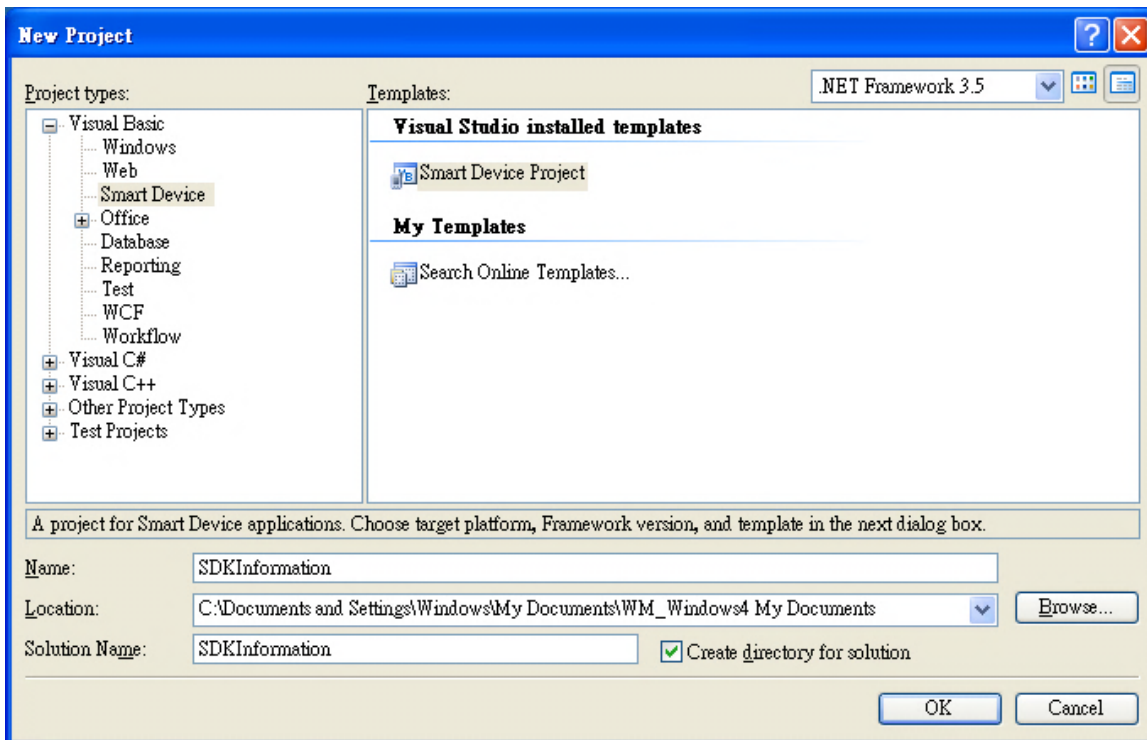 New Project
Project types:
Templates:
.NET Framework 3.5
Visual Basic
Windows
Web
Smart Device
Office
Database
Reporting
Test
WCF
Workflow
Visual C#
Visual C++
Other Project Types
Test Projects
Visual Studio installed templates
Smart Device Project
My Templates
Search Online Templates...
A project for Smart Device applications. Choose target platform, Framework version, and template in the next dialog box.
Name:
SDKInformation
Location:
C:\Documents and Settings\Windows\My Documents\WM_Windows4 My Documents
Browse...
Solution Name:
SDKInformation
Create directory for solution
OK
Cancel